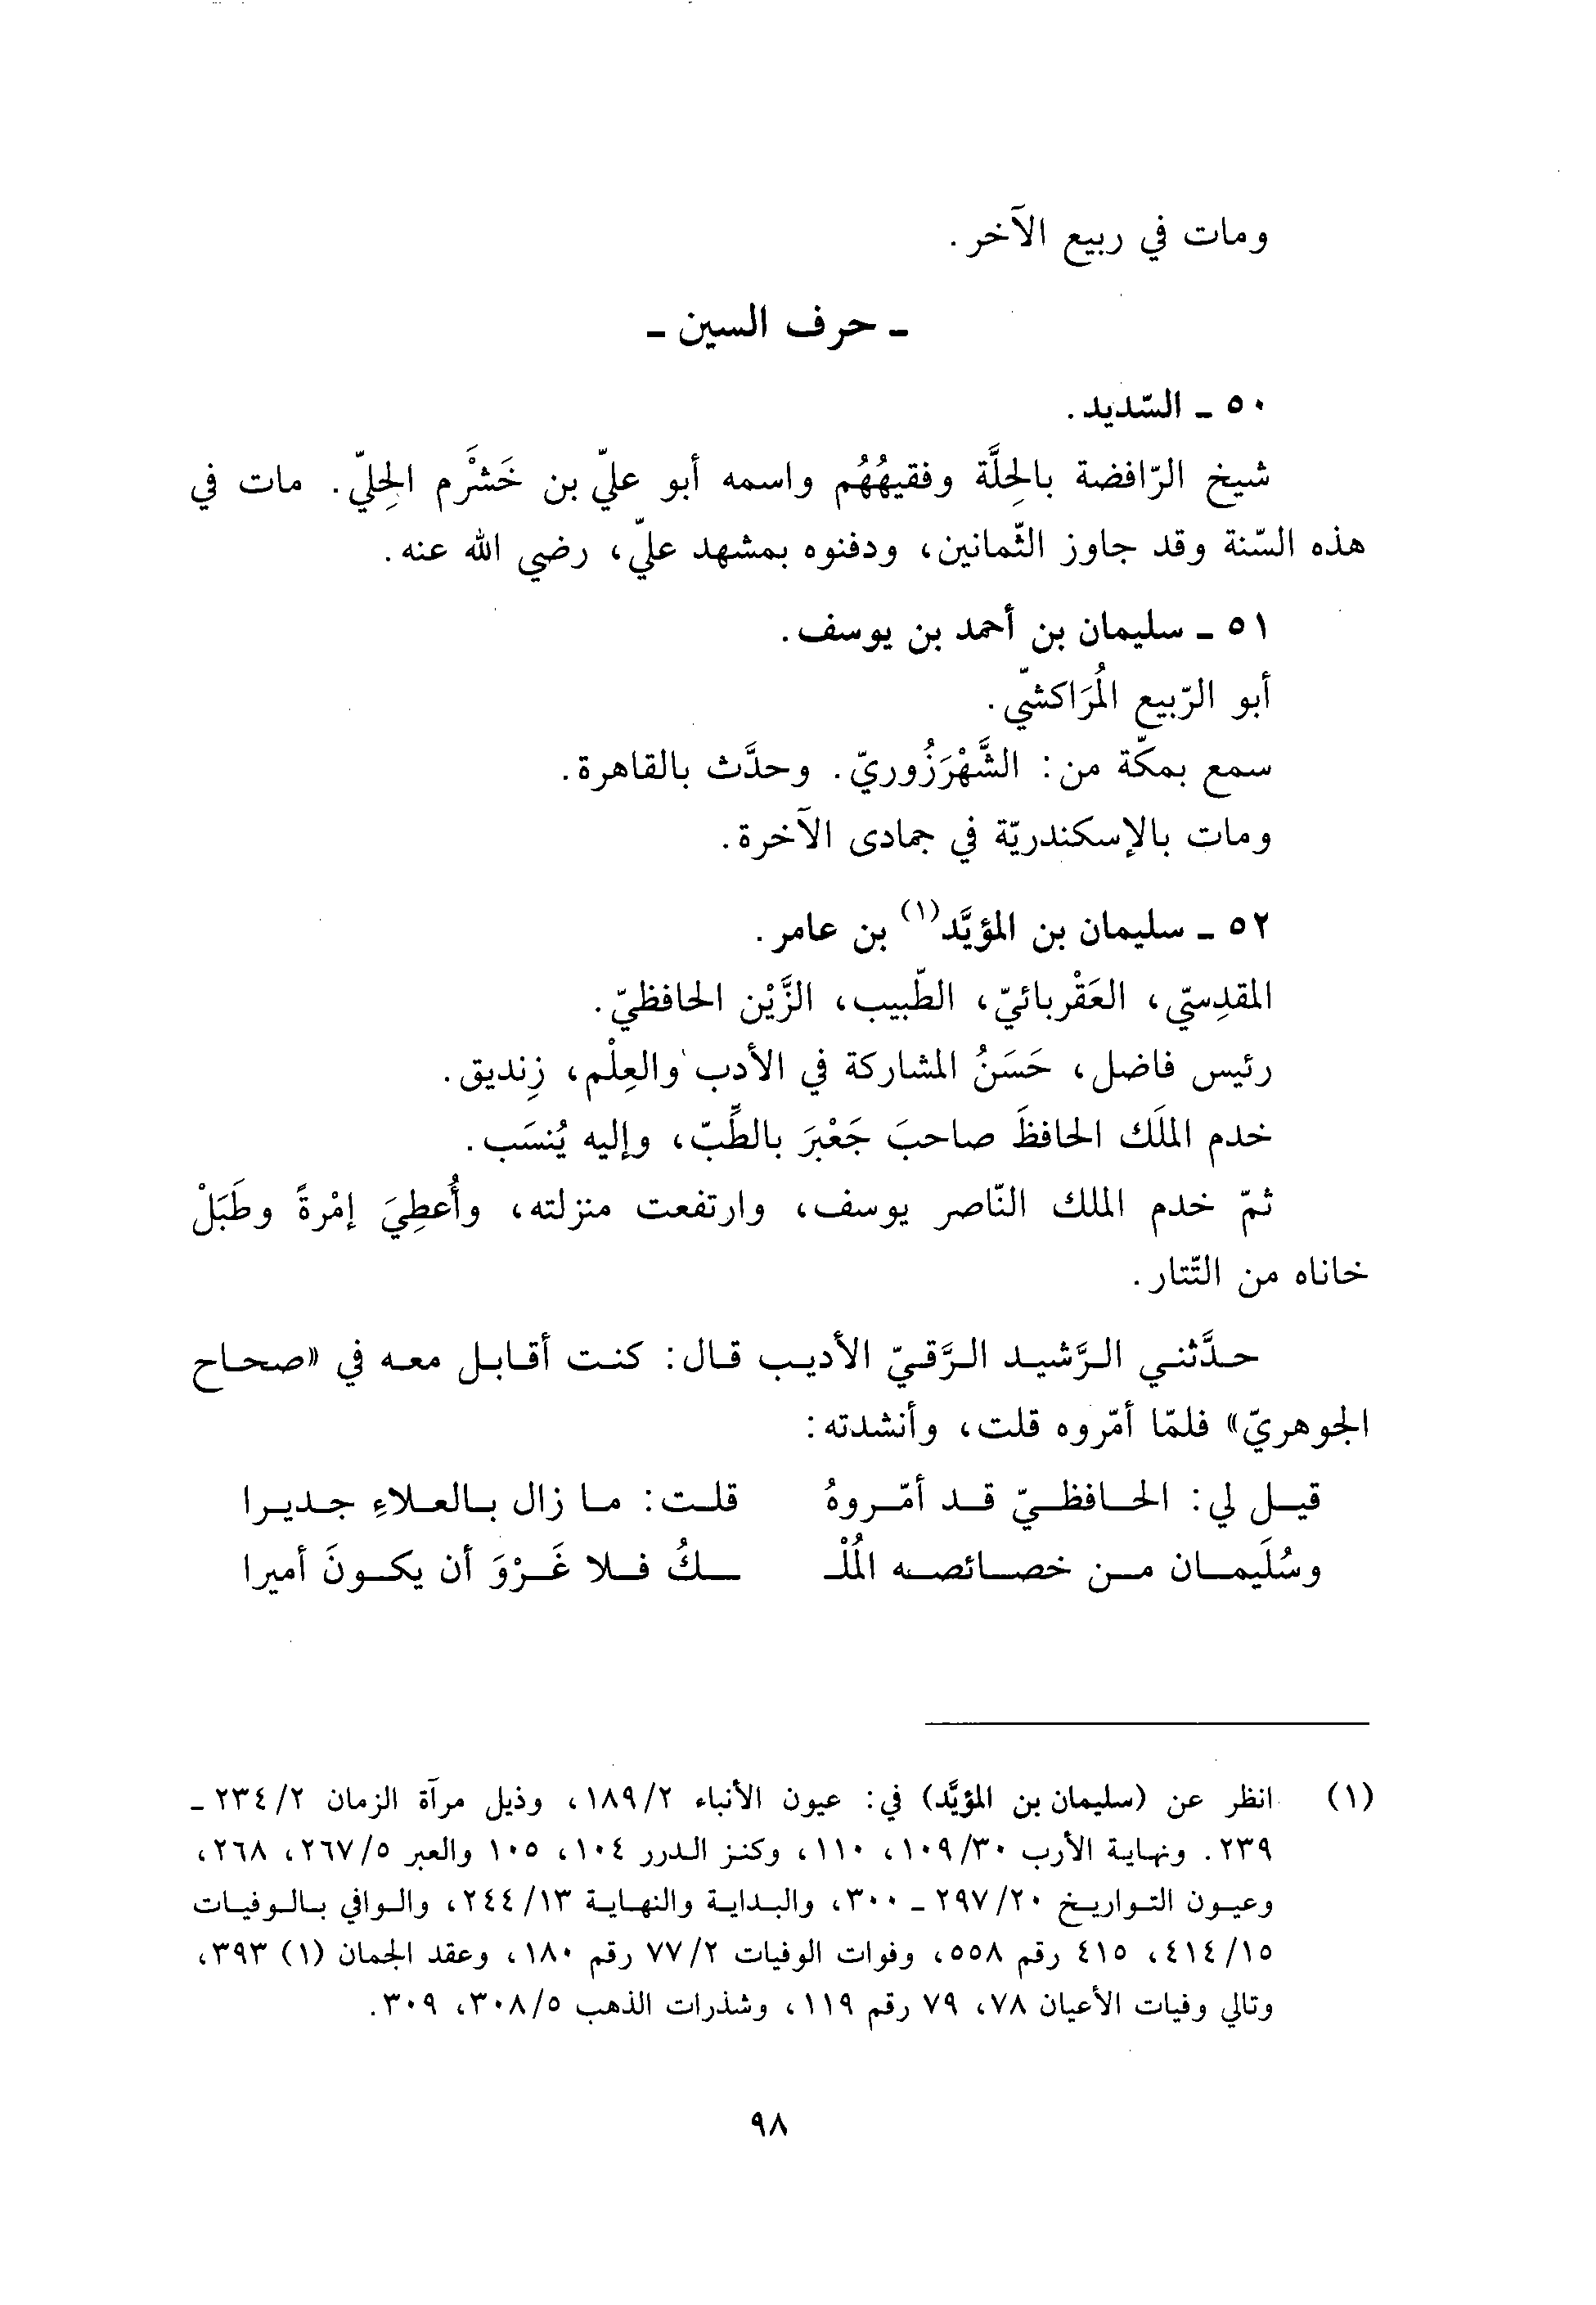 ومات في ربيع الآخر.
ـ حرف السين ـ
٥٠ ـ السّديد.
شيخ الرّافضة بالحِلَّة وفقيهُهُم واسمه أبو عليّ بن خَشْرَم الحِليّ. مات في
هذه السّنة وقد جاوز الثّمانين، ودفنوه بمشهد عليّ، رضي الله عنه.
٥١ ـ سليمان بن أحمد بن يوسف.
أبو الرّبيع المُرَاكشيّ.
سمع بمكّة من: الشَّهْرَزُوريّ. وحدَّث بالقاهرة.
ومات بالإسكندريّة في جمادى الآخرة.
٥٢ ـ سليمان بن المؤيَّد(١) بن عامر.
المقدِسيّ، العَقْربائيّ، الطّبيب، الزَّيْن الحافظيّ.
رئيس فاضل، حَسَنُ المشاركة في الأدب والعِلْم، زِنديق.
خدم الملَك الحافظَ صاحبَ جَعْبَرَ بالطِّبّ، وإليه يُنسَب.
ثمّ خدم الملك النّاصر يوسف، وارتفعت منزلته، وأُعطِيَ إمْرةً وطَبَلْ
خاناه من التّتار.
حدَّثني الرَّشيد الرَّقيّ الأديب قال: كنت أقابل معه في «صحاح
الجوهريّ» فلمّا أمّروه قلت، وأنشدته:
قيل لي: الحافظيّ قد أمّروهُ قلت: ما زال بالعلاءِ جديرا
وسُلَيمان من خصائصه المُلْـ ـكُ فلا غَرْوَ أن يكونَ أميرا
(١) انظر عن (سليمان بن المؤيَّد) في: عيون الأنباء ٢/١٨٩، وذيل مرآة الزمان ٢/٢٣٤ ـ
٢٣٩. ونهاية الأرب ٣٠/١٠٩، ١١٠، وكنز الدرر ١٠٤، ١٠٥ والعبر ٥/٢٦٧، ٢٦٨،
وعيون التواريخ ٢٠/٢٩٧ ـ ٣٠٠، والبداية والنهاية ١٣/٢٤٤، والوافي بالوفيات
١٥/٤١٤، ٤١٥ رقم ٥٥٨، وفوات الوفيات ٢/٧٧ رقم ١٨٠، وعقد الجمان (١) ٣٩٣،
وتالي وفيات الأعيان ٧٨، ٧٩ رقم ١١٩، وشذرات الذهب ٥/٣٠٨، ٣٠٩.
٩٨